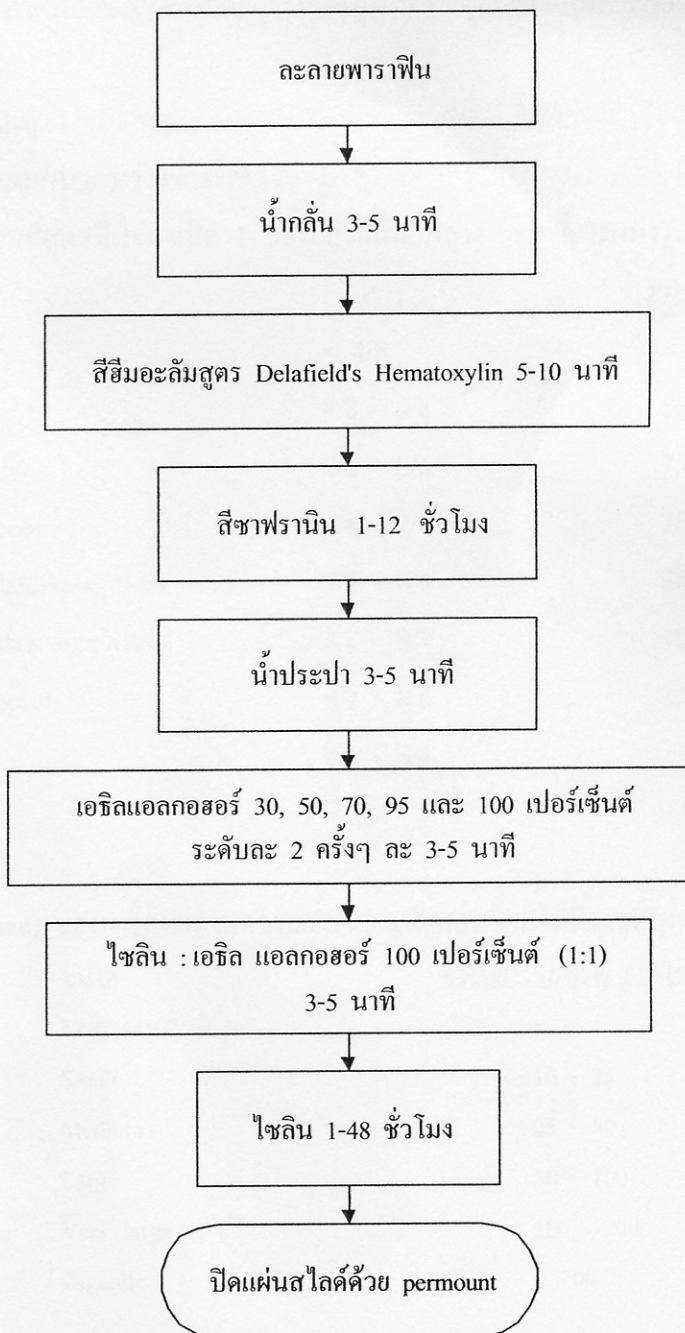 ละลายพาราฟิน
น้ำกลั่น 3-5 นาที
สีฮีมอะลัมสูตร Delafield's Hematoxylin 5-10 นาที
สีซาฟรานิน 1-12 ชั่วโมง
น้ำประปา 3-5 นาที
เอธิลแอลกอฮอร์ 30, 50, 70, 95 และ 100 เปอร์เซ็นต์
ระดับละ 2 ครั้งๆ ละ 3-5 นาที
ไซลิน : เอธิล แอลกอฮอร์ 100 เปอร์เซ็นต์ (1:1)
3-5 นาที
ไซลิน 1-48 ชั่วโมง
ปิดแผ่นสไลด์ด้วย permount